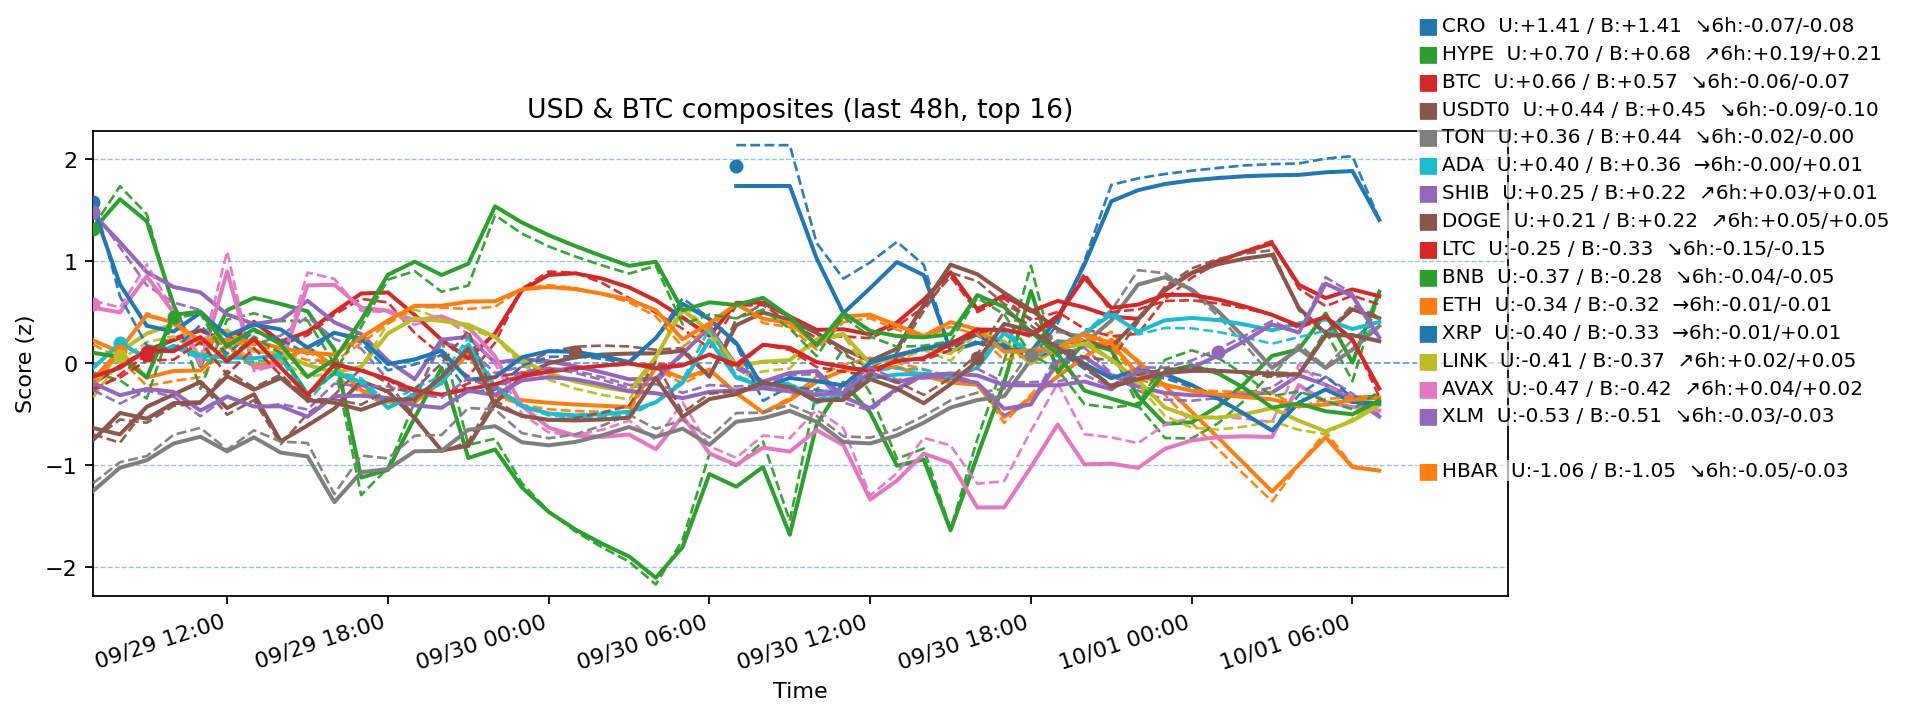 CRO U:+1.41 / B:+1.41 ↘6h:-0.07/-0.08
HYPE U:+0.70 / B:+0.68 ↗6h:+0.19/+0.21
BTC U:+0.66 / B:+0.57 ↘6h:-0.06/-0.07
USD & BTC composites (last 48h, top 16)
USDT0 U:+0.44 / B:+0.45 ↘6h:-0.09/-0.10
TON U:+0.36 / B:+0.44 ↘6h:-0.02/-0.00
ADA U:+0.40 / B:+0.36 →6h:-0.00/+0.01
SHIB U:+0.25 / B:+0.22 ↗6h:+0.03/+0.01
DOGE U:+0.21 / B:+0.22 ↗6h:+0.05/+0.05
LTC U:-0.25 / B:-0.33 ↘6h:-0.15/-0.15
BNB U:-0.37 / B:-0.28 ↘6h:-0.04/-0.05
ETH U:-0.34 / B:-0.32 →6h:-0.01/-0.01
XRP U:-0.40 / B:-0.33 →6h:-0.01/+0.01
LINK U:-0.41 / B:-0.37 ↗6h:+0.02/+0.05
AVAX U:-0.47 / B:-0.42 ↗6h:+0.04/+0.02
XLM U:-0.53 / B:-0.51 ↘6h:-0.03/-0.03
HBAR U:-1.06 / B:-1.05 ↘6h:-0.05/-0.03
Score (z)
2
1
0
−1
−2
09/29 12:00
09/29 18:00
09/30 00:00
09/30 06:00
09/30 12:00
09/30 18:00
10/01 00:00
10/01 06:00
Time